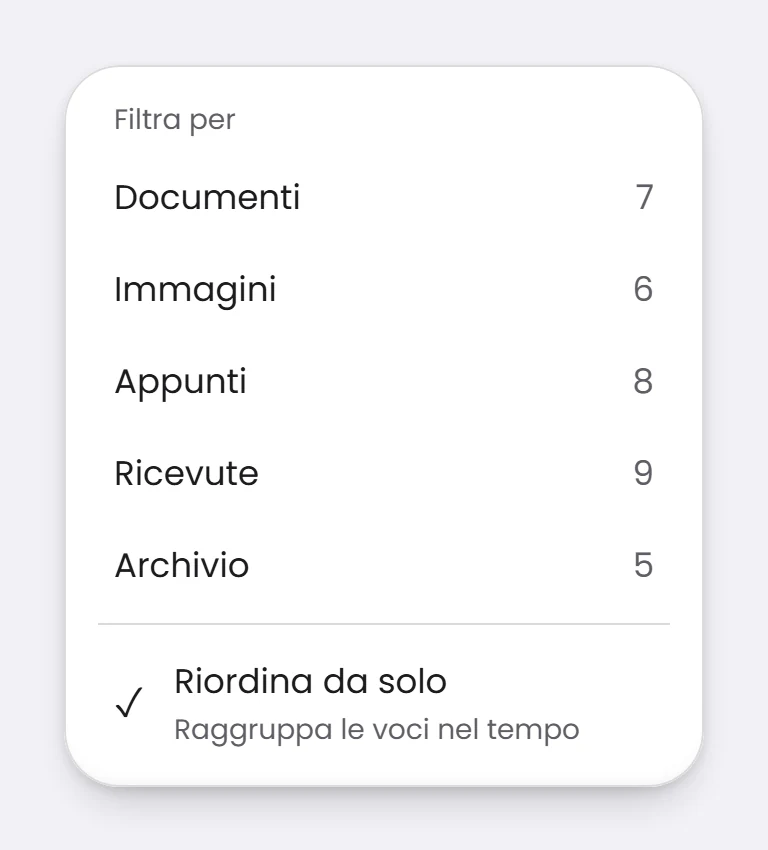 Filtra per
Documenti 7
Immagini 6
Appunti 8
Ricevute 9
Archivio 5
✓ Riordina da solo
Raggruppa le voci nel tempo